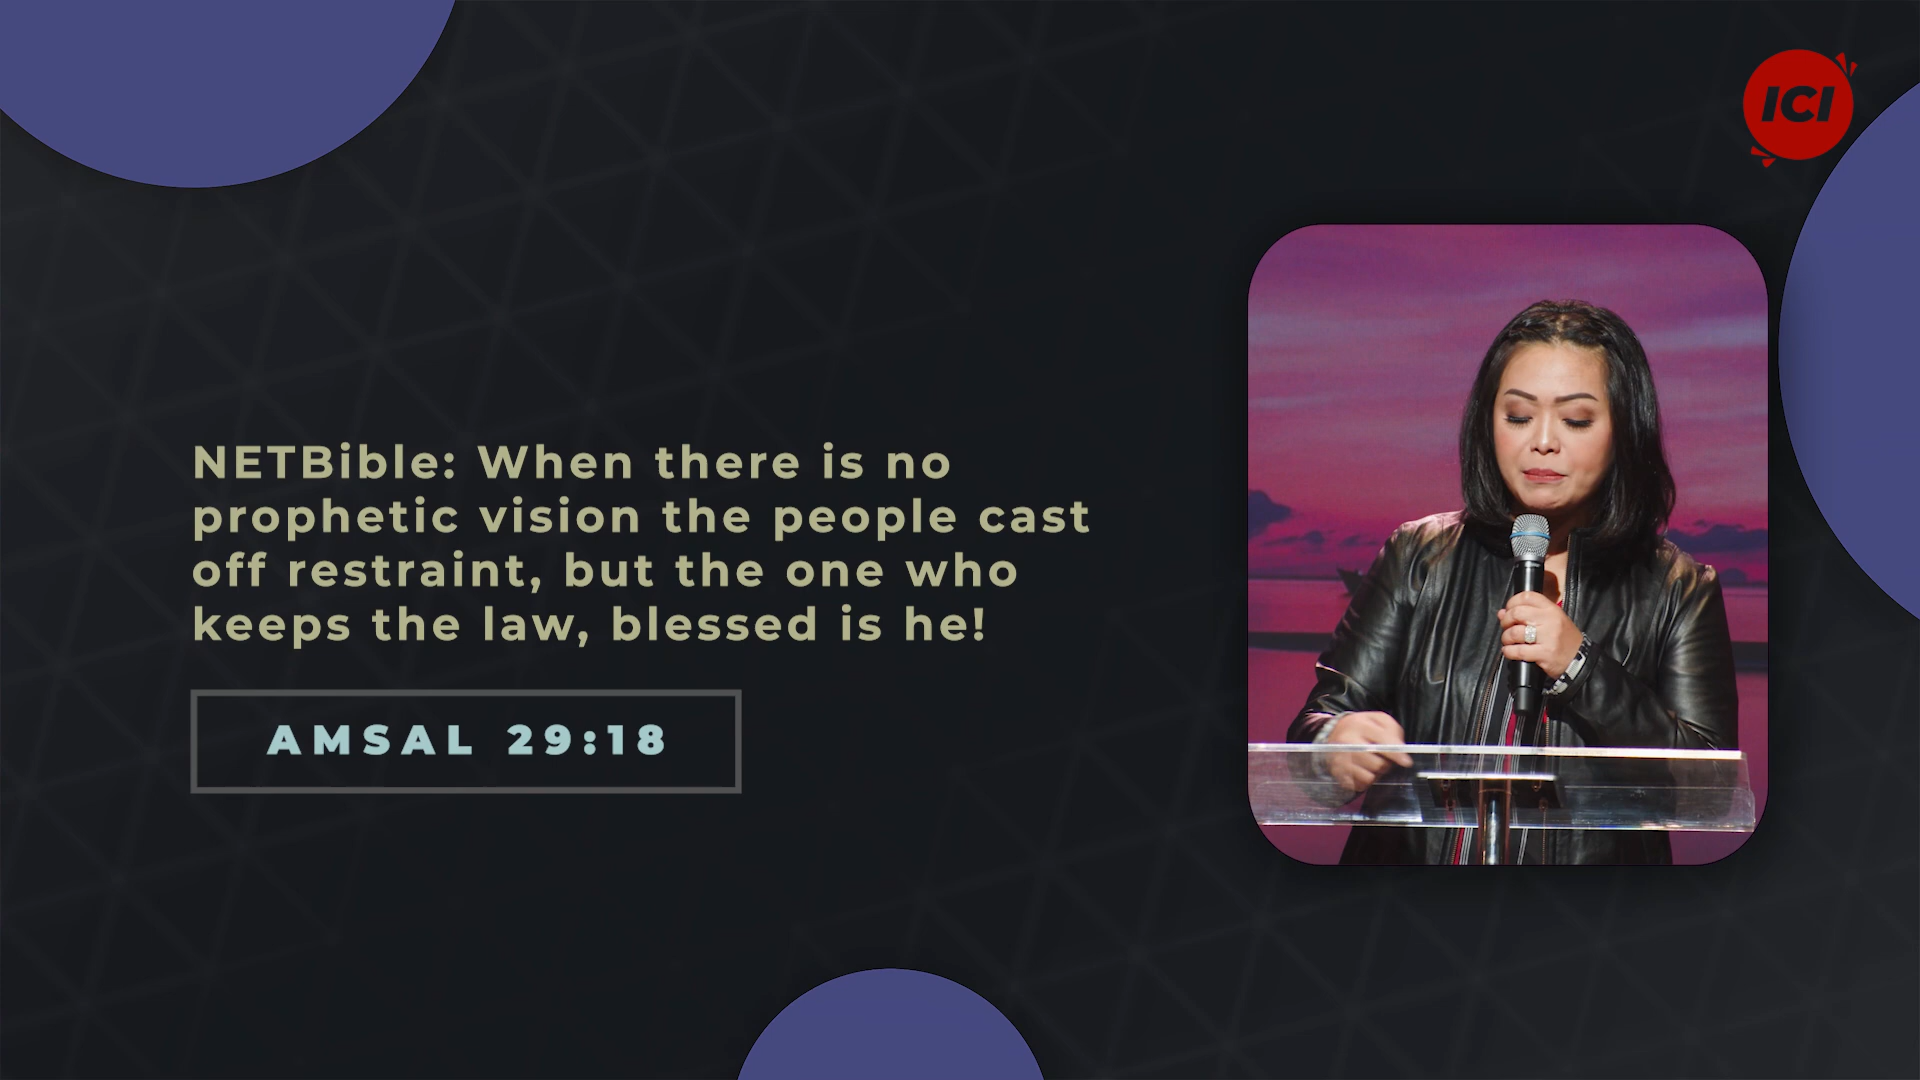 ICI
NETBible: When there is no
prophetic vision the people cast
off restraint, but the one who
keeps the law, blessed is he!
AMSAL 29:18